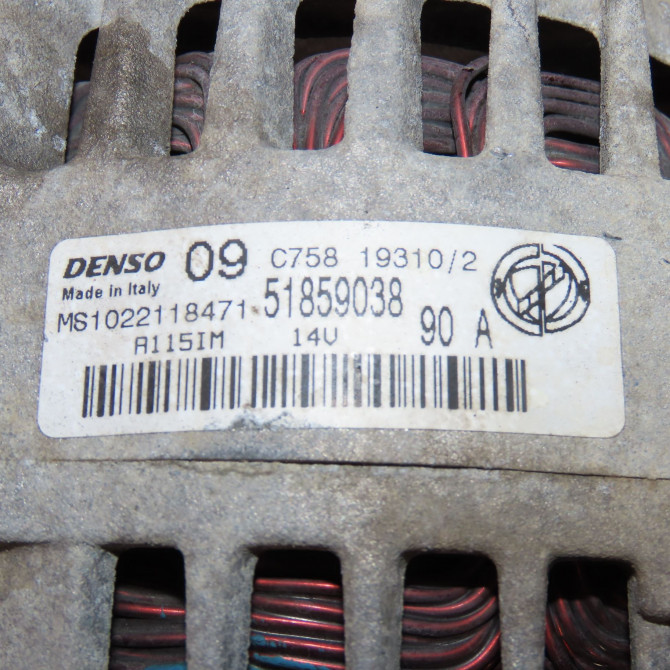 DENSO 09 C758 19310/2
Made in Italy
MS1022118471 51859038 90 A
A115IM 14V